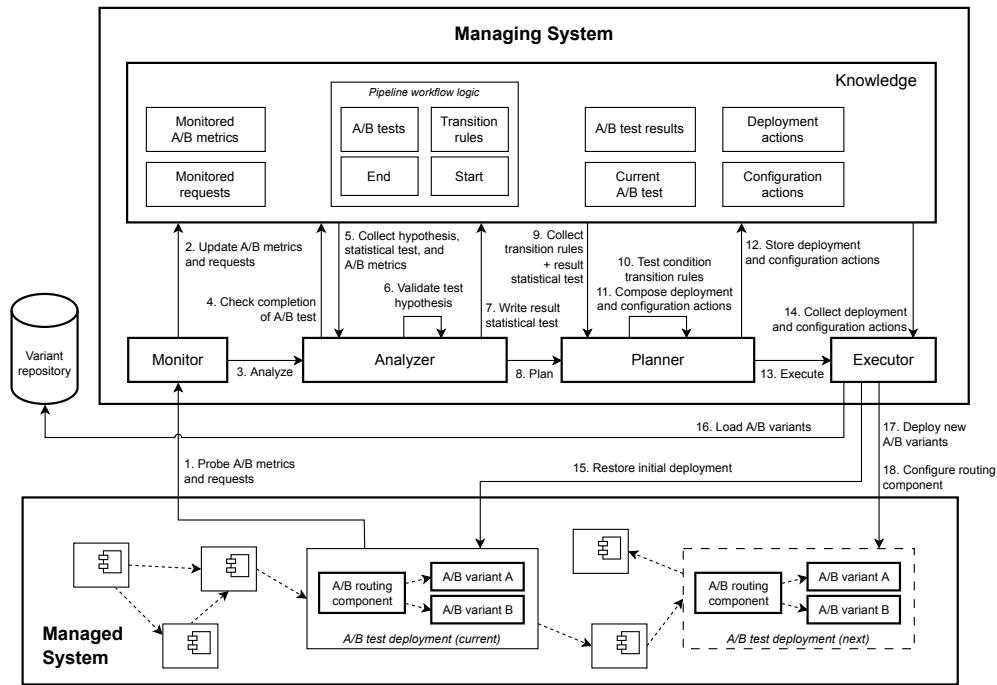 Managing System
Knowledge
Pipeline workflow logic
Monitored
A/B metrics
Monitored
requests
A/B tests
Transition
rules
End
Start
A/B test results
Current
A/B test
Deployment
actions
Configuration
actions
2. Update A/B metrics
and requests
4. Check completion
of A/B test
5. Collect hypothesis,
statistical test, and
A/B metrics
6. Validate test
hypothesis
7. Write result
statistical test
9. Collect
transition rules
+ result
statistical test
10. Test condition
transition rules
11. Compose deployment
and configuration actions
12. Store deployment
and configuration actions
14. Collect deployment
and configuration actions
Variant
repository
Monitor
3. Analyze
Analyzer
8. Plan
Planner
13. Execute
Executor
16. Load A/B variants
17. Deploy new
A/B variants
1. Probe A/B metrics
and requests
15. Restore initial deployment
18. Configure routing
component
A/B routing
component
A/B variant A
A/B variant B
A/B test deployment (current)
A/B routing
component
A/B variant A
A/B variant B
A/B test deployment (next)
Managed
System